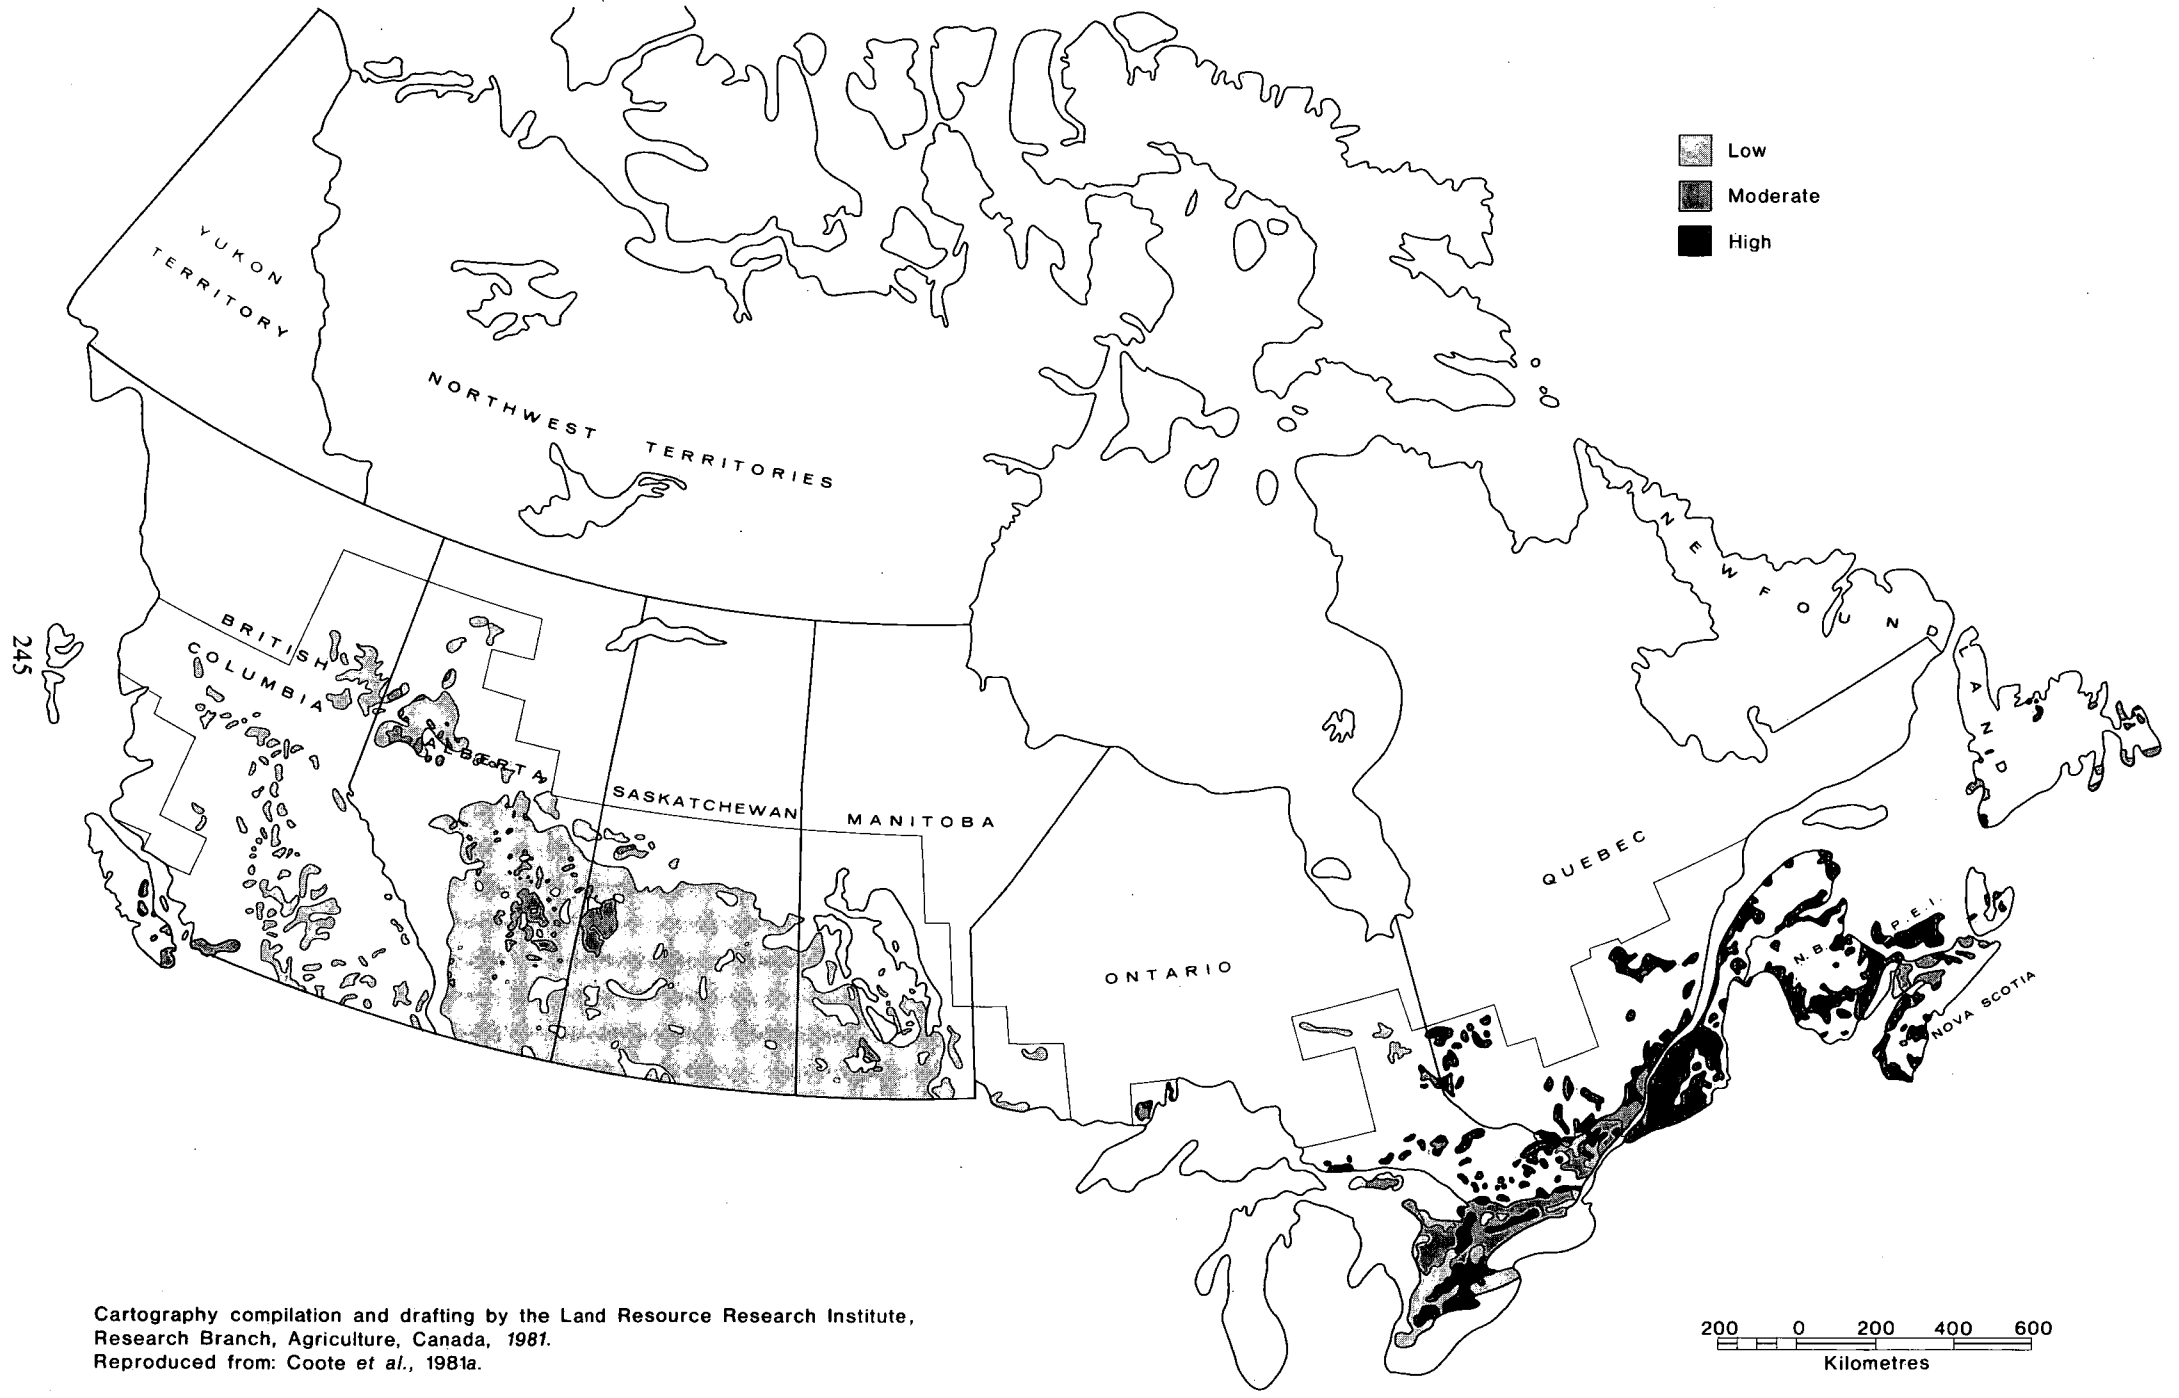 Low
Moderate
High
YUKON
TERRITORY
NORTHWEST TERRITORIES
BRITISH
COLUMBIA
ALBERTA
SASKATCHEWAN
MANITOBA
ONTARIO
QUEBEC
NEWFOUND
LAND
P.E.I.
N.B.
NOVA SCOTIA
245
Cartography compilation and drafting by the Land Resource Research Institute,
Research Branch, Agriculture, Canada, 1981.
Reproduced from: Coote et al., 1981a.
200 0 200 400 600
Kilometres